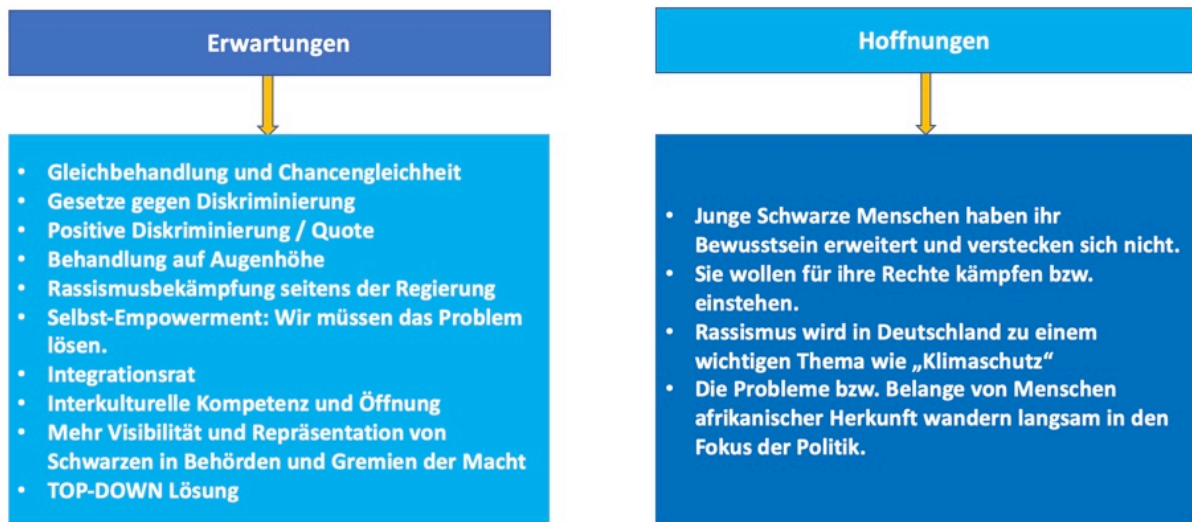 Erwartungen
Gleichbehandlung und Chancengleichheit
Gesetze gegen Diskriminierung
Positive Diskriminierung / Quote
Behandlung auf Augenhöhe
Rassismusbekämpfung seitens der Regierung
Selbst-Empowerment: Wir müssen das Problem
lösen.
Integrationsrat
Interkulturelle Kompetenz und Öffnung
Mehr Visibilität und Repräsentation von
Schwarzen in Behörden und Gremien der Macht
TOP-DOWN Lösung
Hoffnungen
Junge Schwarze Menschen haben ihr
Bewusstsein erweitert und verstecken sich nicht.
Sie wollen für ihre Rechte kämpfen bzw.
einstehen.
Rassismus wird in Deutschland zu einem
wichtigen Thema wie „Klimaschutz“
Die Probleme bzw. Belange von Menschen
afrikanischer Herkunft wandern langsam in den
Fokus der Politik.